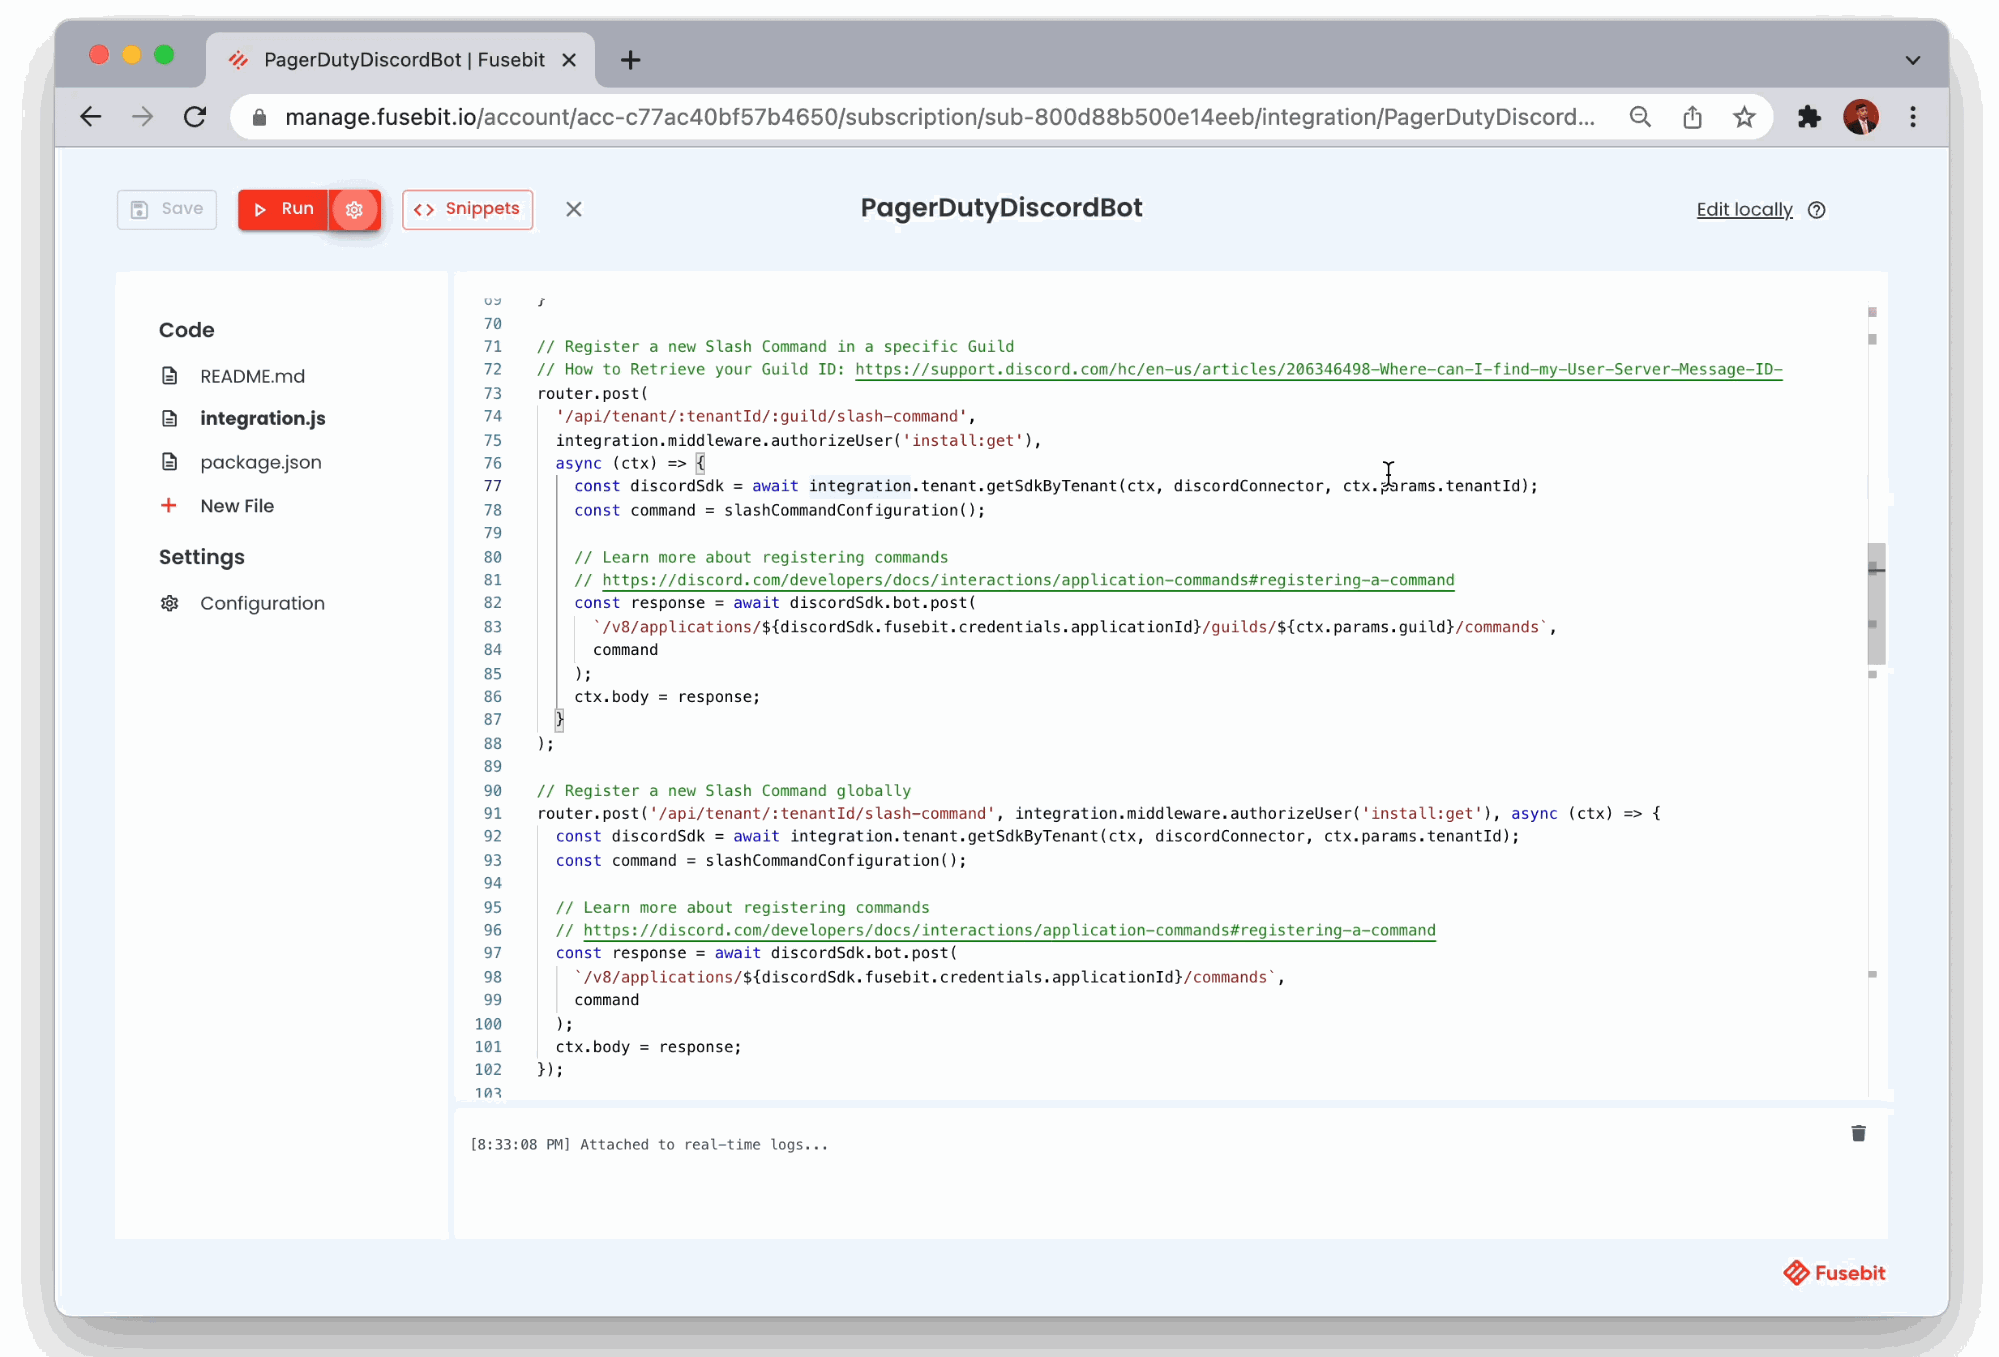 PagerDutyDiscordBot | Fusebit
manage.fusebit.io/account/acc-c77ac40bf57b4650/subscription/sub-800d88b500e14eeb/integration/PagerDutyDiscord...
Save
Run
Snippets
PagerDutyDiscordBot
Edit locally
Code
README.md
integration.js
package.json
New File
Settings
Configuration
69 }
70
71 // Register a new Slash Command in a specific Guild
72 // How to Retrieve your Guild ID: https://support.discord.com/hc/en-us/articles/206346498-Where-can-I-find-my-User-Server-Message-ID-
73 router.post(
74 '/api/tenant/:tenantId/:guild/slash-command',
75 integration.middleware.authorizeUser('install:get'),
76 async (ctx) => {
77 const discordSdk = await integration.tenant.getSdkByTenant(ctx, discordConnector, ctx.params.tenantId);
78 const command = slashCommandConfiguration();
79
80 // Learn more about registering commands
81 // https://discord.com/developers/docs/interactions/application-commands#registering-a-command
82 const response = await discordSdk.bot.post(
83 `/v8/applications/${discordSdk.fusebit.credentials.applicationId}/guilds/${ctx.params.guild}/commands`,
84 command
85 );
86 ctx.body = response;
87 }
88 );
89
90 // Register a new Slash Command globally
91 router.post('/api/tenant/:tenantId/slash-command', integration.middleware.authorizeUser('install:get'), async (ctx) => {
92 const discordSdk = await integration.tenant.getSdkByTenant(ctx, discordConnector, ctx.params.tenantId);
93 const command = slashCommandConfiguration();
94
95 // Learn more about registering commands
96 // https://discord.com/developers/docs/interactions/application-commands#registering-a-command
97 const response = await discordSdk.bot.post(
98 `/v8/applications/${discordSdk.fusebit.credentials.applicationId}/commands`,
99 command
100 );
101 ctx.body = response;
102 });
103
[8:33:08 PM] Attached to real-time logs...
Fusebit